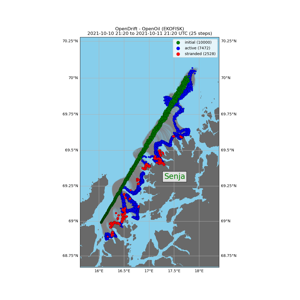 OpenDrift - OpenOil (EKOFISK)
2021-10-10 21:20 to 2021-10-11 21:20 UTC (25 steps)
initial (10000)
active (7472)
stranded (2528)
70.25°N
70.25°N
70°N
70°N
69.75°N
69.75°N
69.5°N
69.5°N
69.25°N
69.25°N
69°N
69°N
68.75°N
68.75°N
Senja
16°E
16.5°E
17°E
17.5°E
18°E